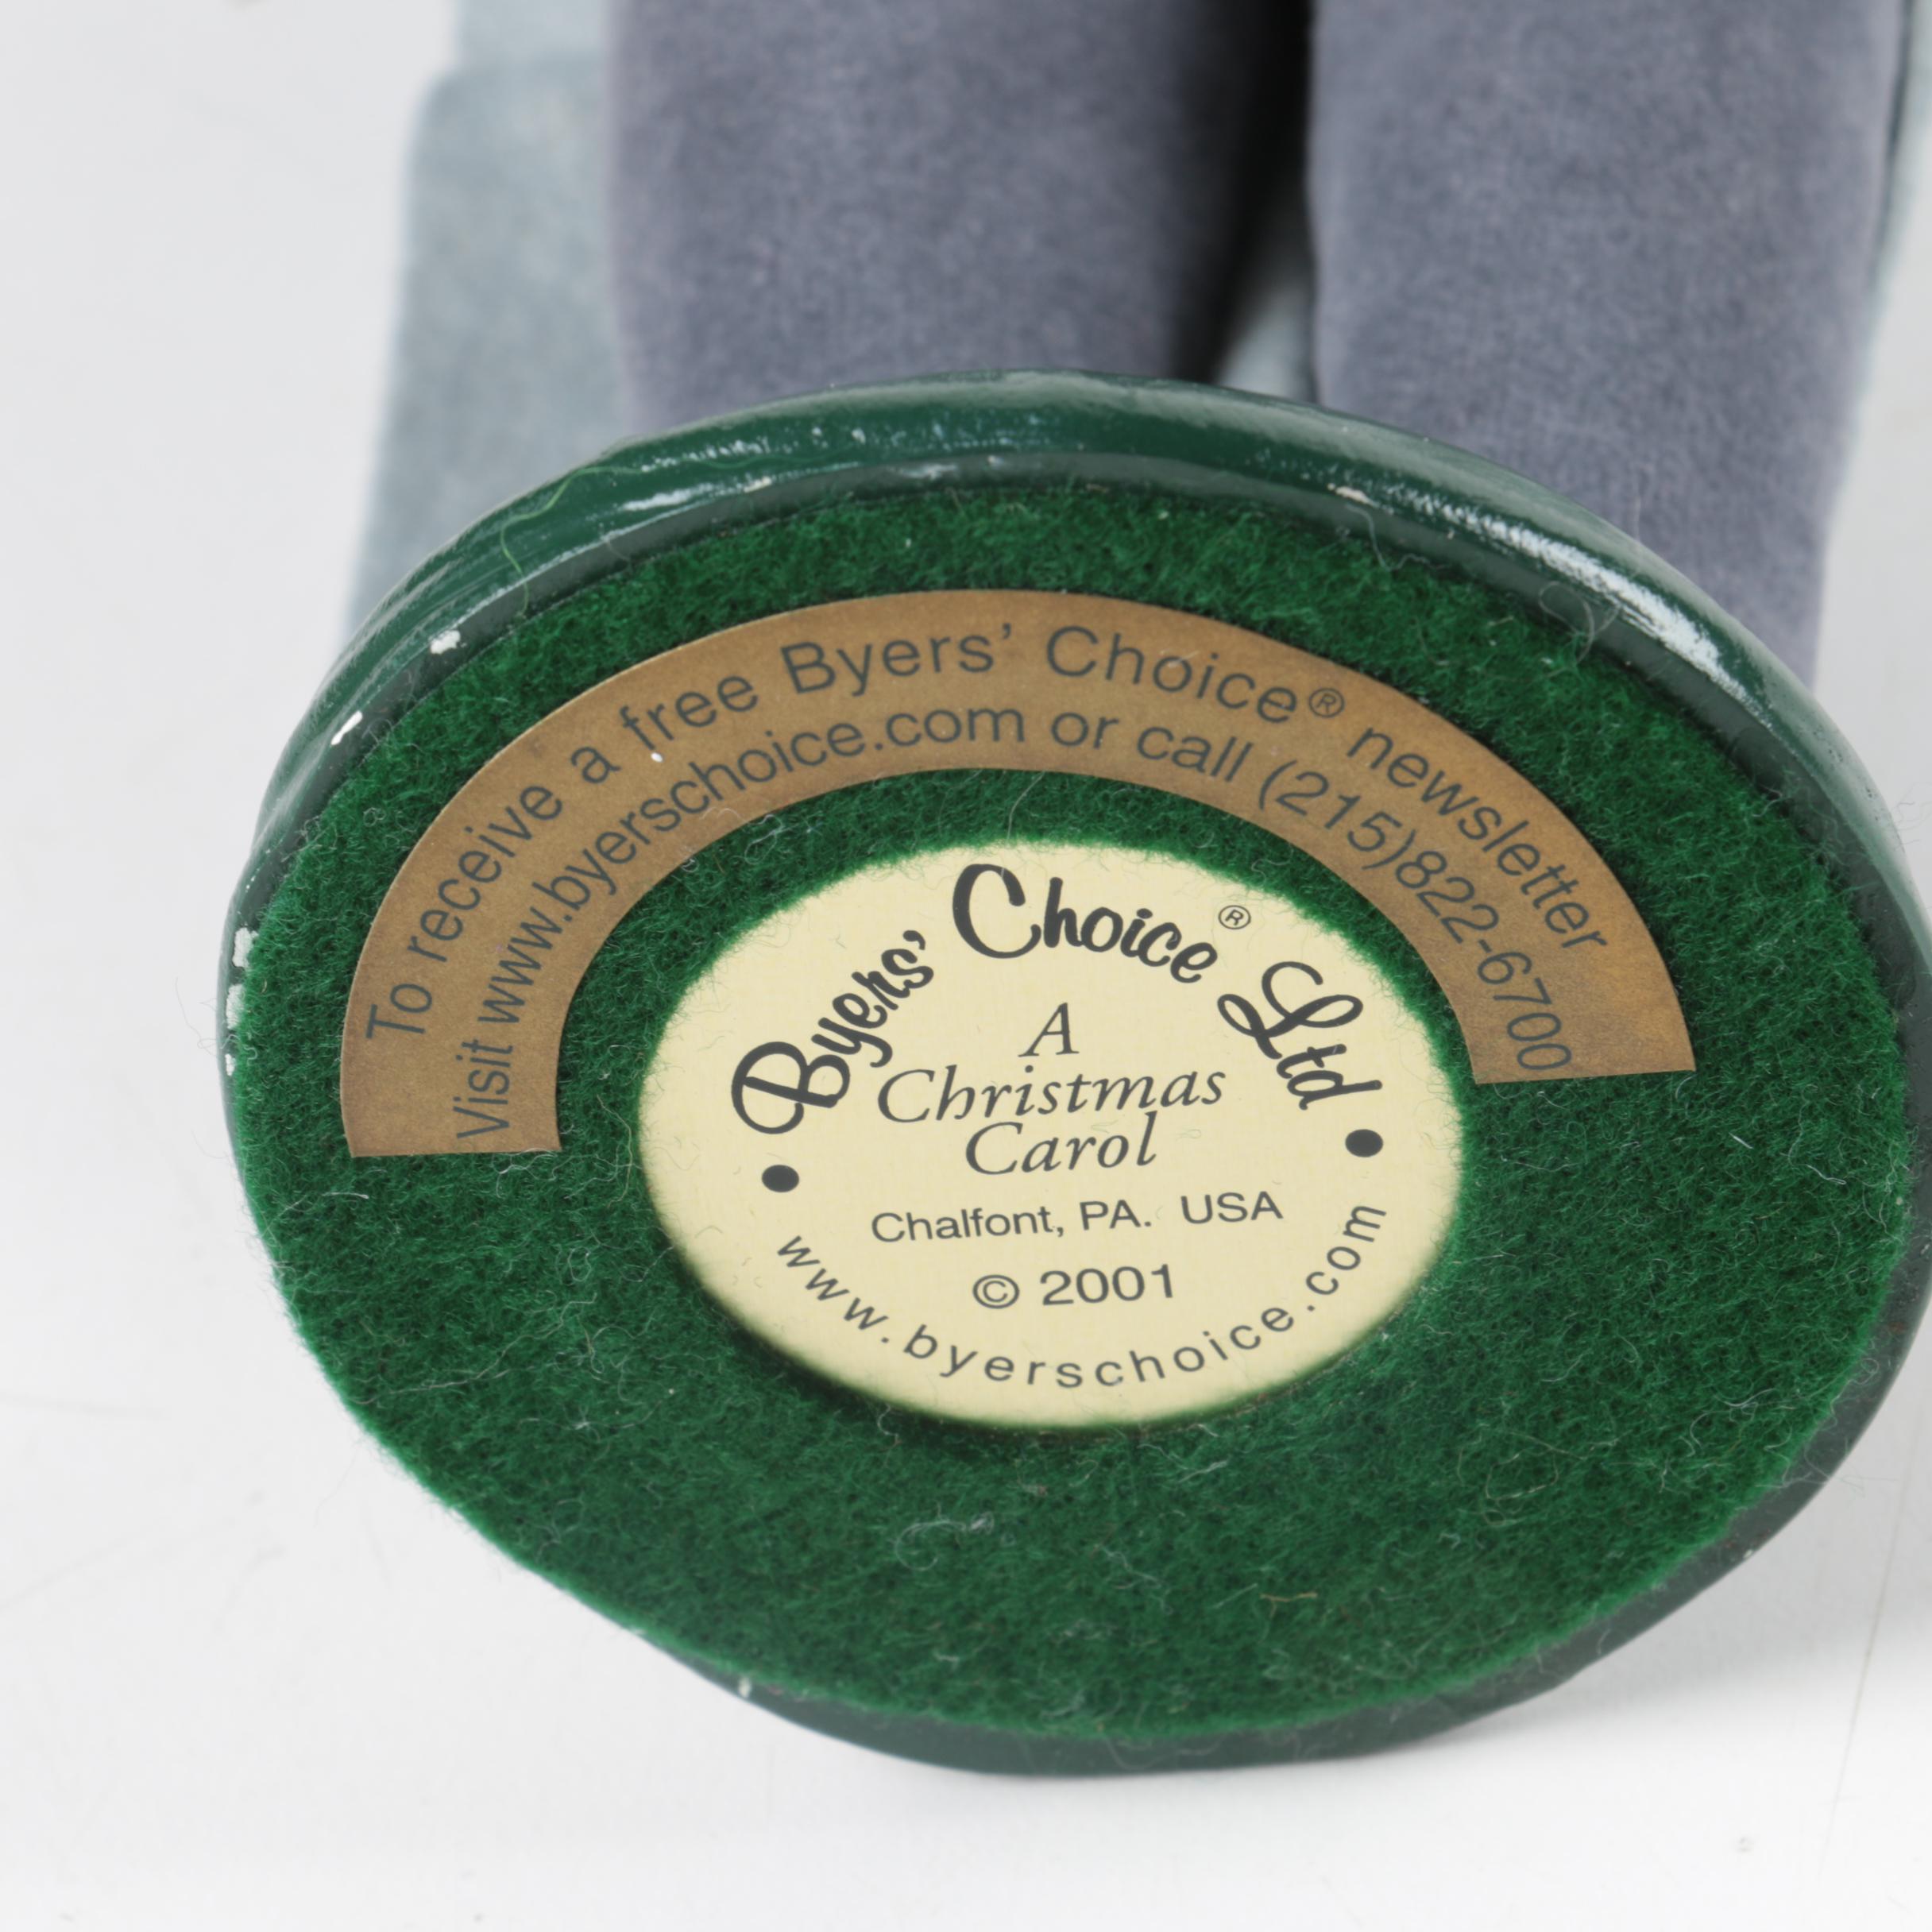 To receive a free Byers' Choice® newsletter
Visit www.byerschoice.com or call (215)822-6700
Byers' Choice® Ltd
A
Christmas
Carol
Chalfont, PA. USA
© 2001
www.byerschoice.com